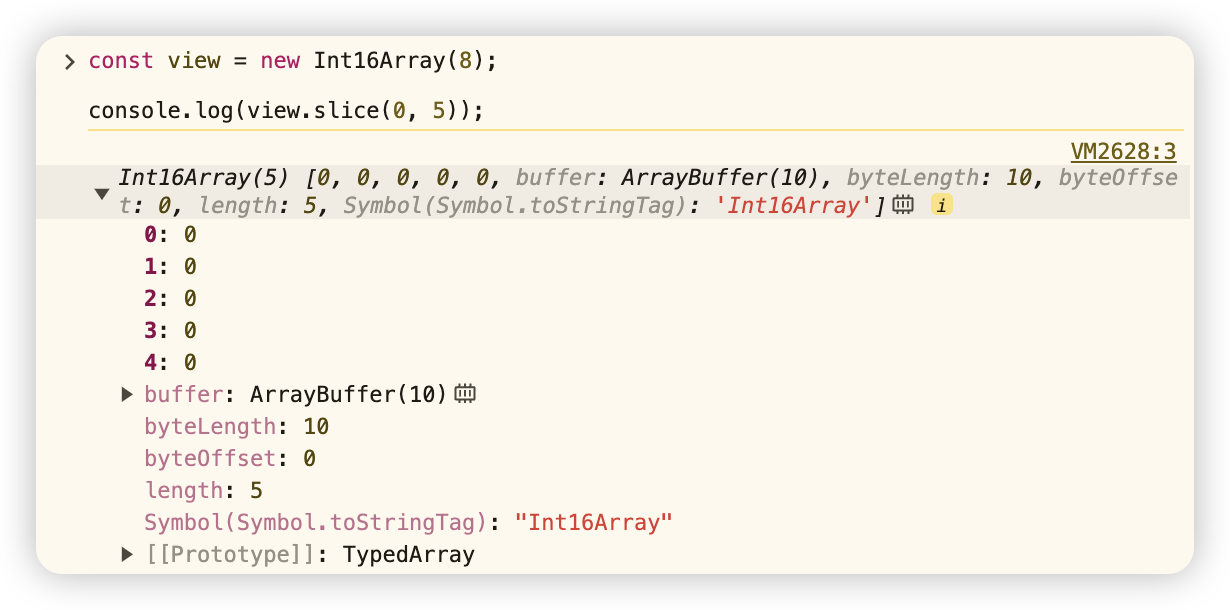 const view = new Int16Array(8);
console.log(view.slice(0, 5));
VM2628:3
Int16Array(5) [0, 0, 0, 0, 0, buffer: ArrayBuffer(10), byteLength: 10, byteOffse
t: 0, length: 5, Symbol(Symbol.toStringTag): 'Int16Array'] i
0: 0
1: 0
2: 0
3: 0
4: 0
buffer: ArrayBuffer(10)
byteLength: 10
byteOffset: 0
length: 5
Symbol(Symbol.toStringTag): "Int16Array"
[[Prototype]]: TypedArray